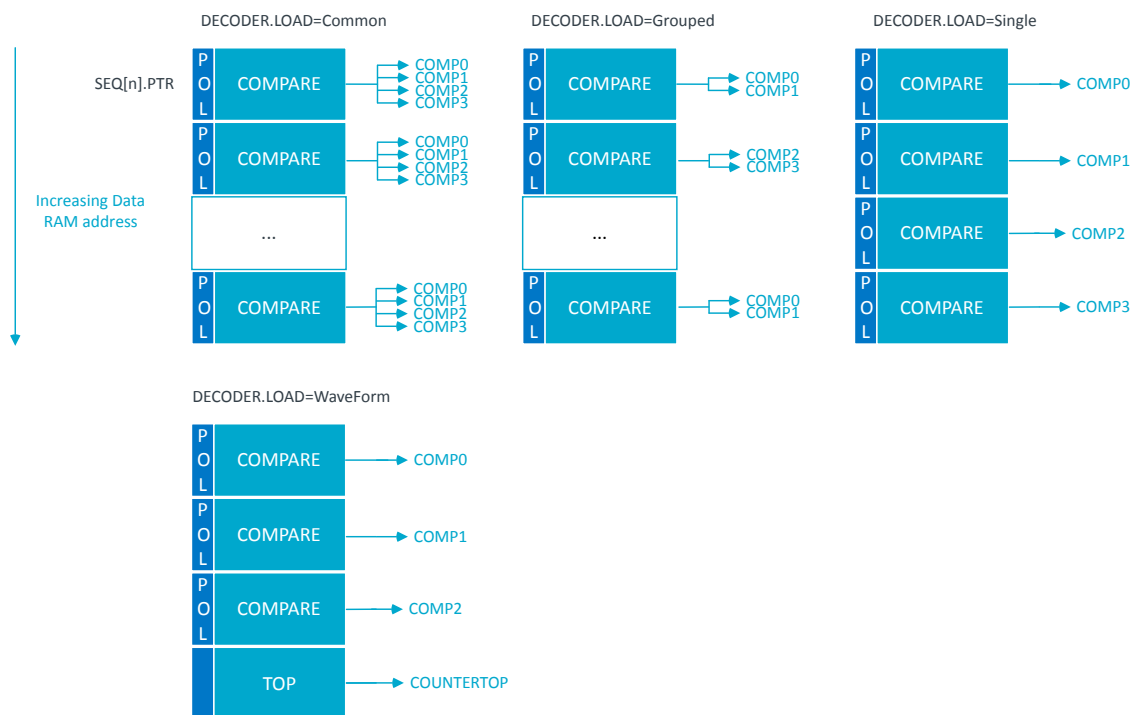 DECODER.LOAD=Common
DECODER.LOAD=Grouped
DECODER.LOAD=Single
SEQ[n].PTR
Increasing Data
RAM address
P
O
L
COMPARE
COMP0
COMP1
COMP2
COMP3
P
O
L
COMPARE
COMP0
COMP1
COMP2
COMP3
...
P
O
L
COMPARE
COMP0
COMP1
COMP2
COMP3
P
O
L
COMPARE
COMP0
COMP1
P
O
L
COMPARE
COMP2
COMP3
...
P
O
L
COMPARE
COMP0
COMP1
P
O
L
COMPARE
COMP0
P
O
L
COMPARE
COMP1
P
O
L
COMPARE
COMP2
P
O
L
COMPARE
COMP3
DECODER.LOAD=WaveForm
P
O
L
COMPARE
COMP0
P
O
L
COMPARE
COMP1
P
O
L
COMPARE
COMP2
TOP
COUNTERTOP